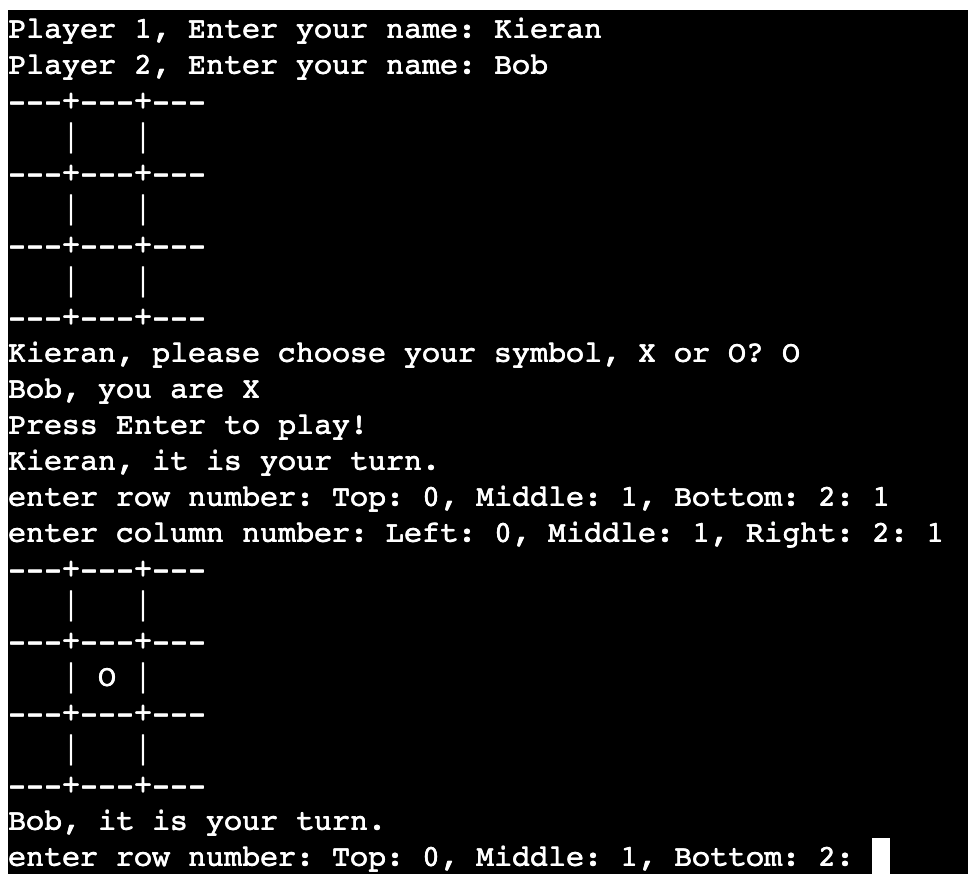 Player 1, Enter your name: Kieran
Player 2, Enter your name: Bob
---+---+---
   |   |
---+---+---
   |   |
---+---+---
   |   |
---+---+---
Kieran, please choose your symbol, X or O? O
Bob, you are X
Press Enter to play!
Kieran, it is your turn.
enter row number: Top: 0, Middle: 1, Bottom: 2: 1
enter column number: Left: 0, Middle: 1, Right: 2: 1
---+---+---
   |   |
---+---+---
   | O |
---+---+---
   |   |
---+---+---
Bob, it is your turn.
enter row number: Top: 0, Middle: 1, Bottom: 2: